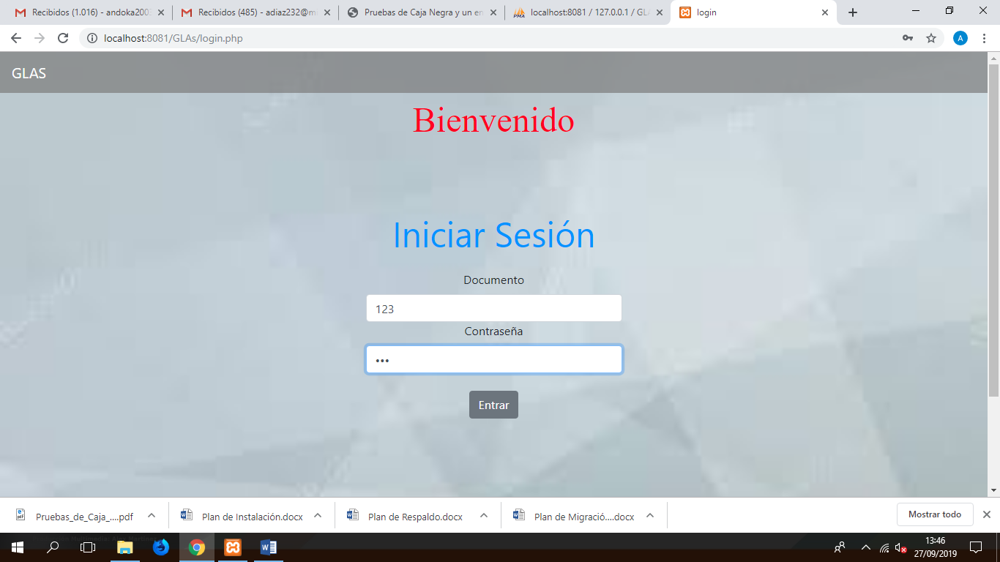 Recibidos (1.016) - andoka200
Recibidos (485) - adiaz232@m
Pruebas de Caja Negra y un en
localhost:8081 / 127.0.0.1 / GL
login
localhost:8081/GLAs/login.php
A
GLAS
Bienvenido
Iniciar Sesión
Documento
123
Contraseña
•••
Entrar
Pruebas_de_Caja_....pdf
Plan de Instalación.docx
Plan de Respaldo.docx
Plan de Migració....docx
Mostrar todo
13:46
27/09/2019